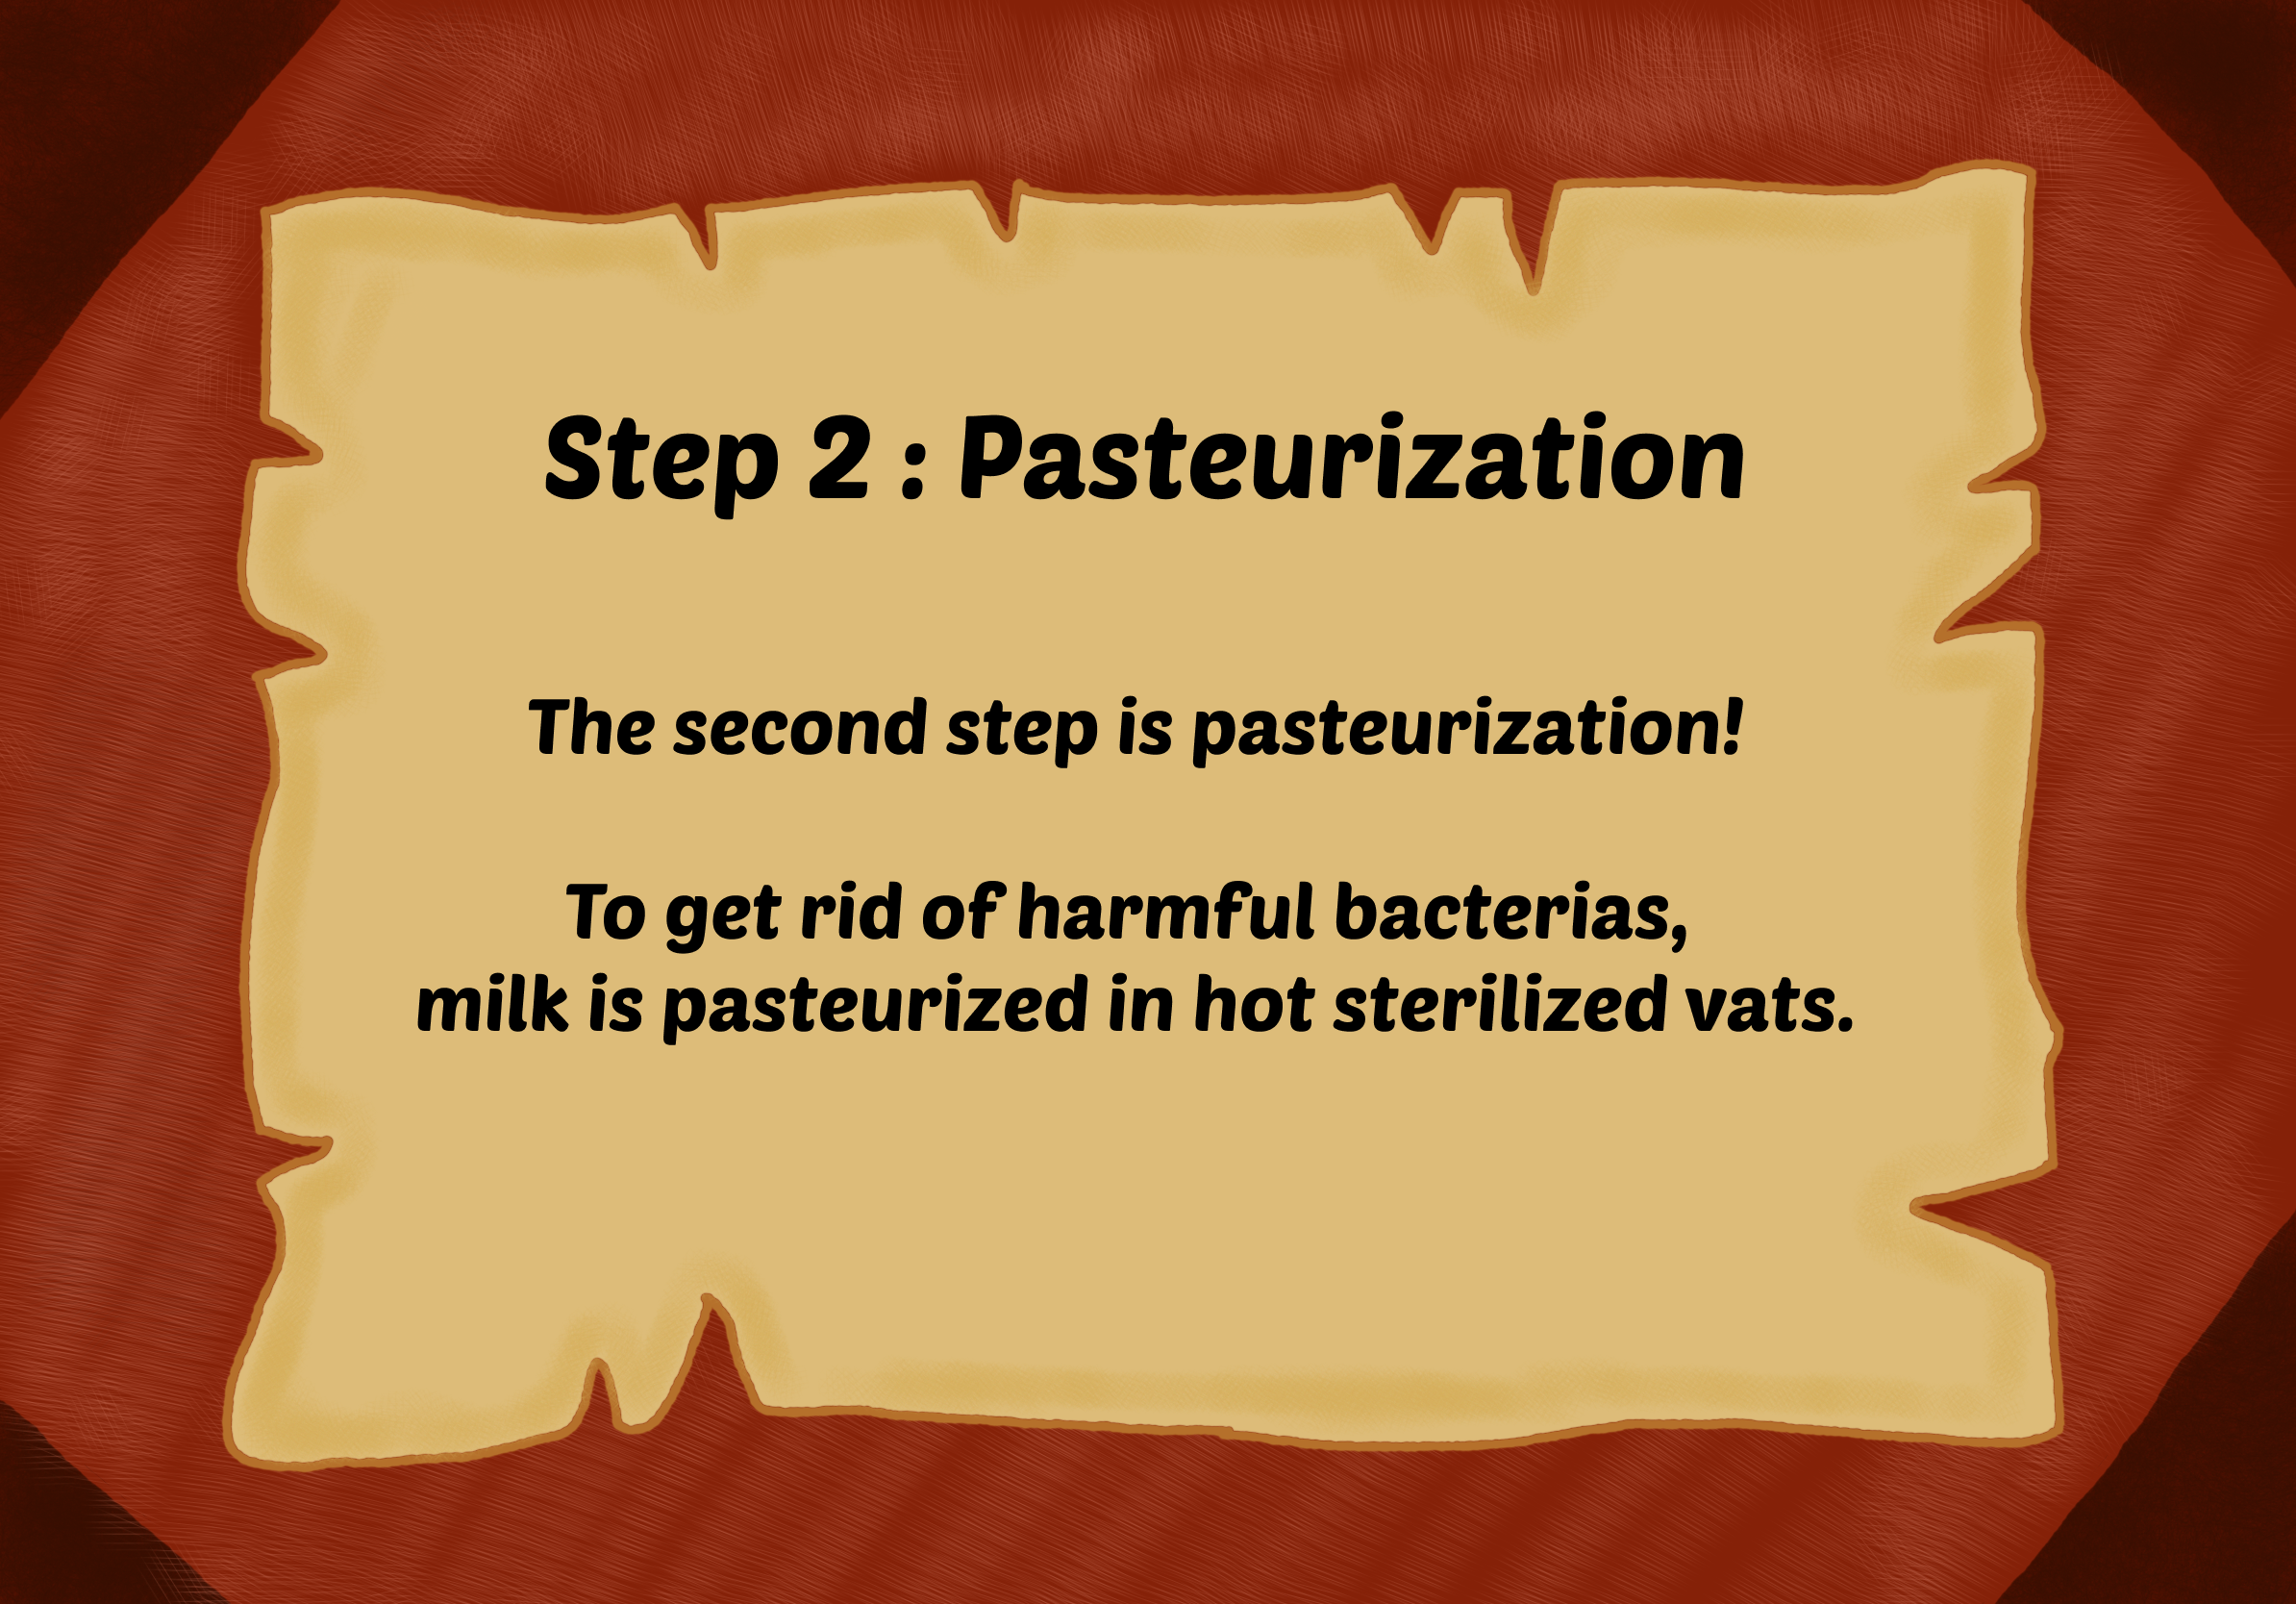 Step 2 : Pasteurization
The second step is pasteurization!
To get rid of harmful bacterias,
milk is pasteurized in hot sterilized vats.